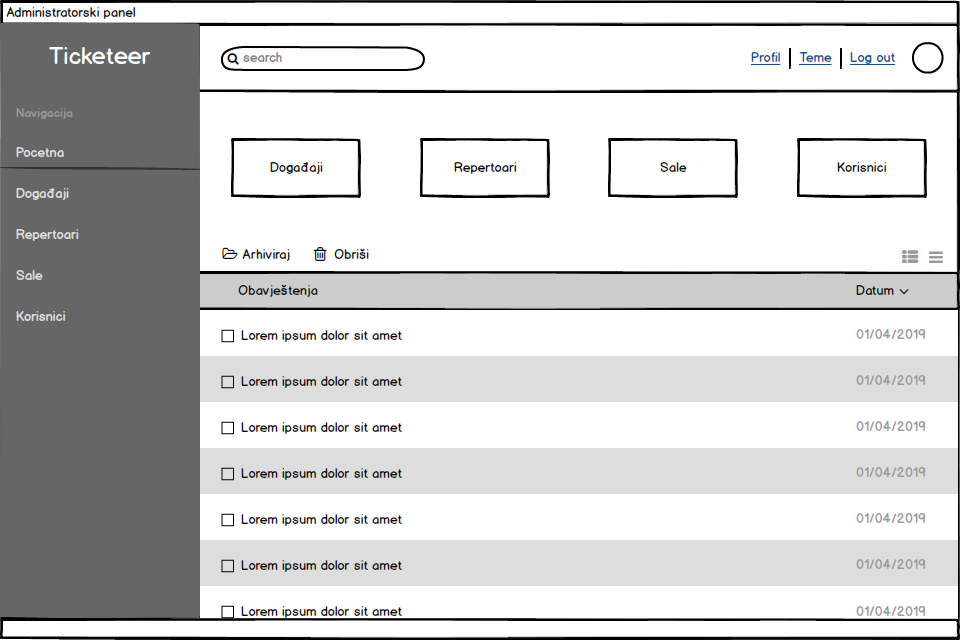 Administratorski panel
Ticketeer
Navigacija
Pocetna
Događaji
Repertoari
Sale
Korisnici
search
Profil
Teme
Log out
Događaji
Repertoari
Sale
Korisnici
Arhiviraj
Obriši
Obavještenja
Datum
Lorem ipsum dolor sit amet 01/04/2019
Lorem ipsum dolor sit amet 01/04/2019
Lorem ipsum dolor sit amet 01/04/2019
Lorem ipsum dolor sit amet 01/04/2019
Lorem ipsum dolor sit amet 01/04/2019
Lorem ipsum dolor sit amet 01/04/2019
Lorem ipsum dolor sit amet 01/04/2019